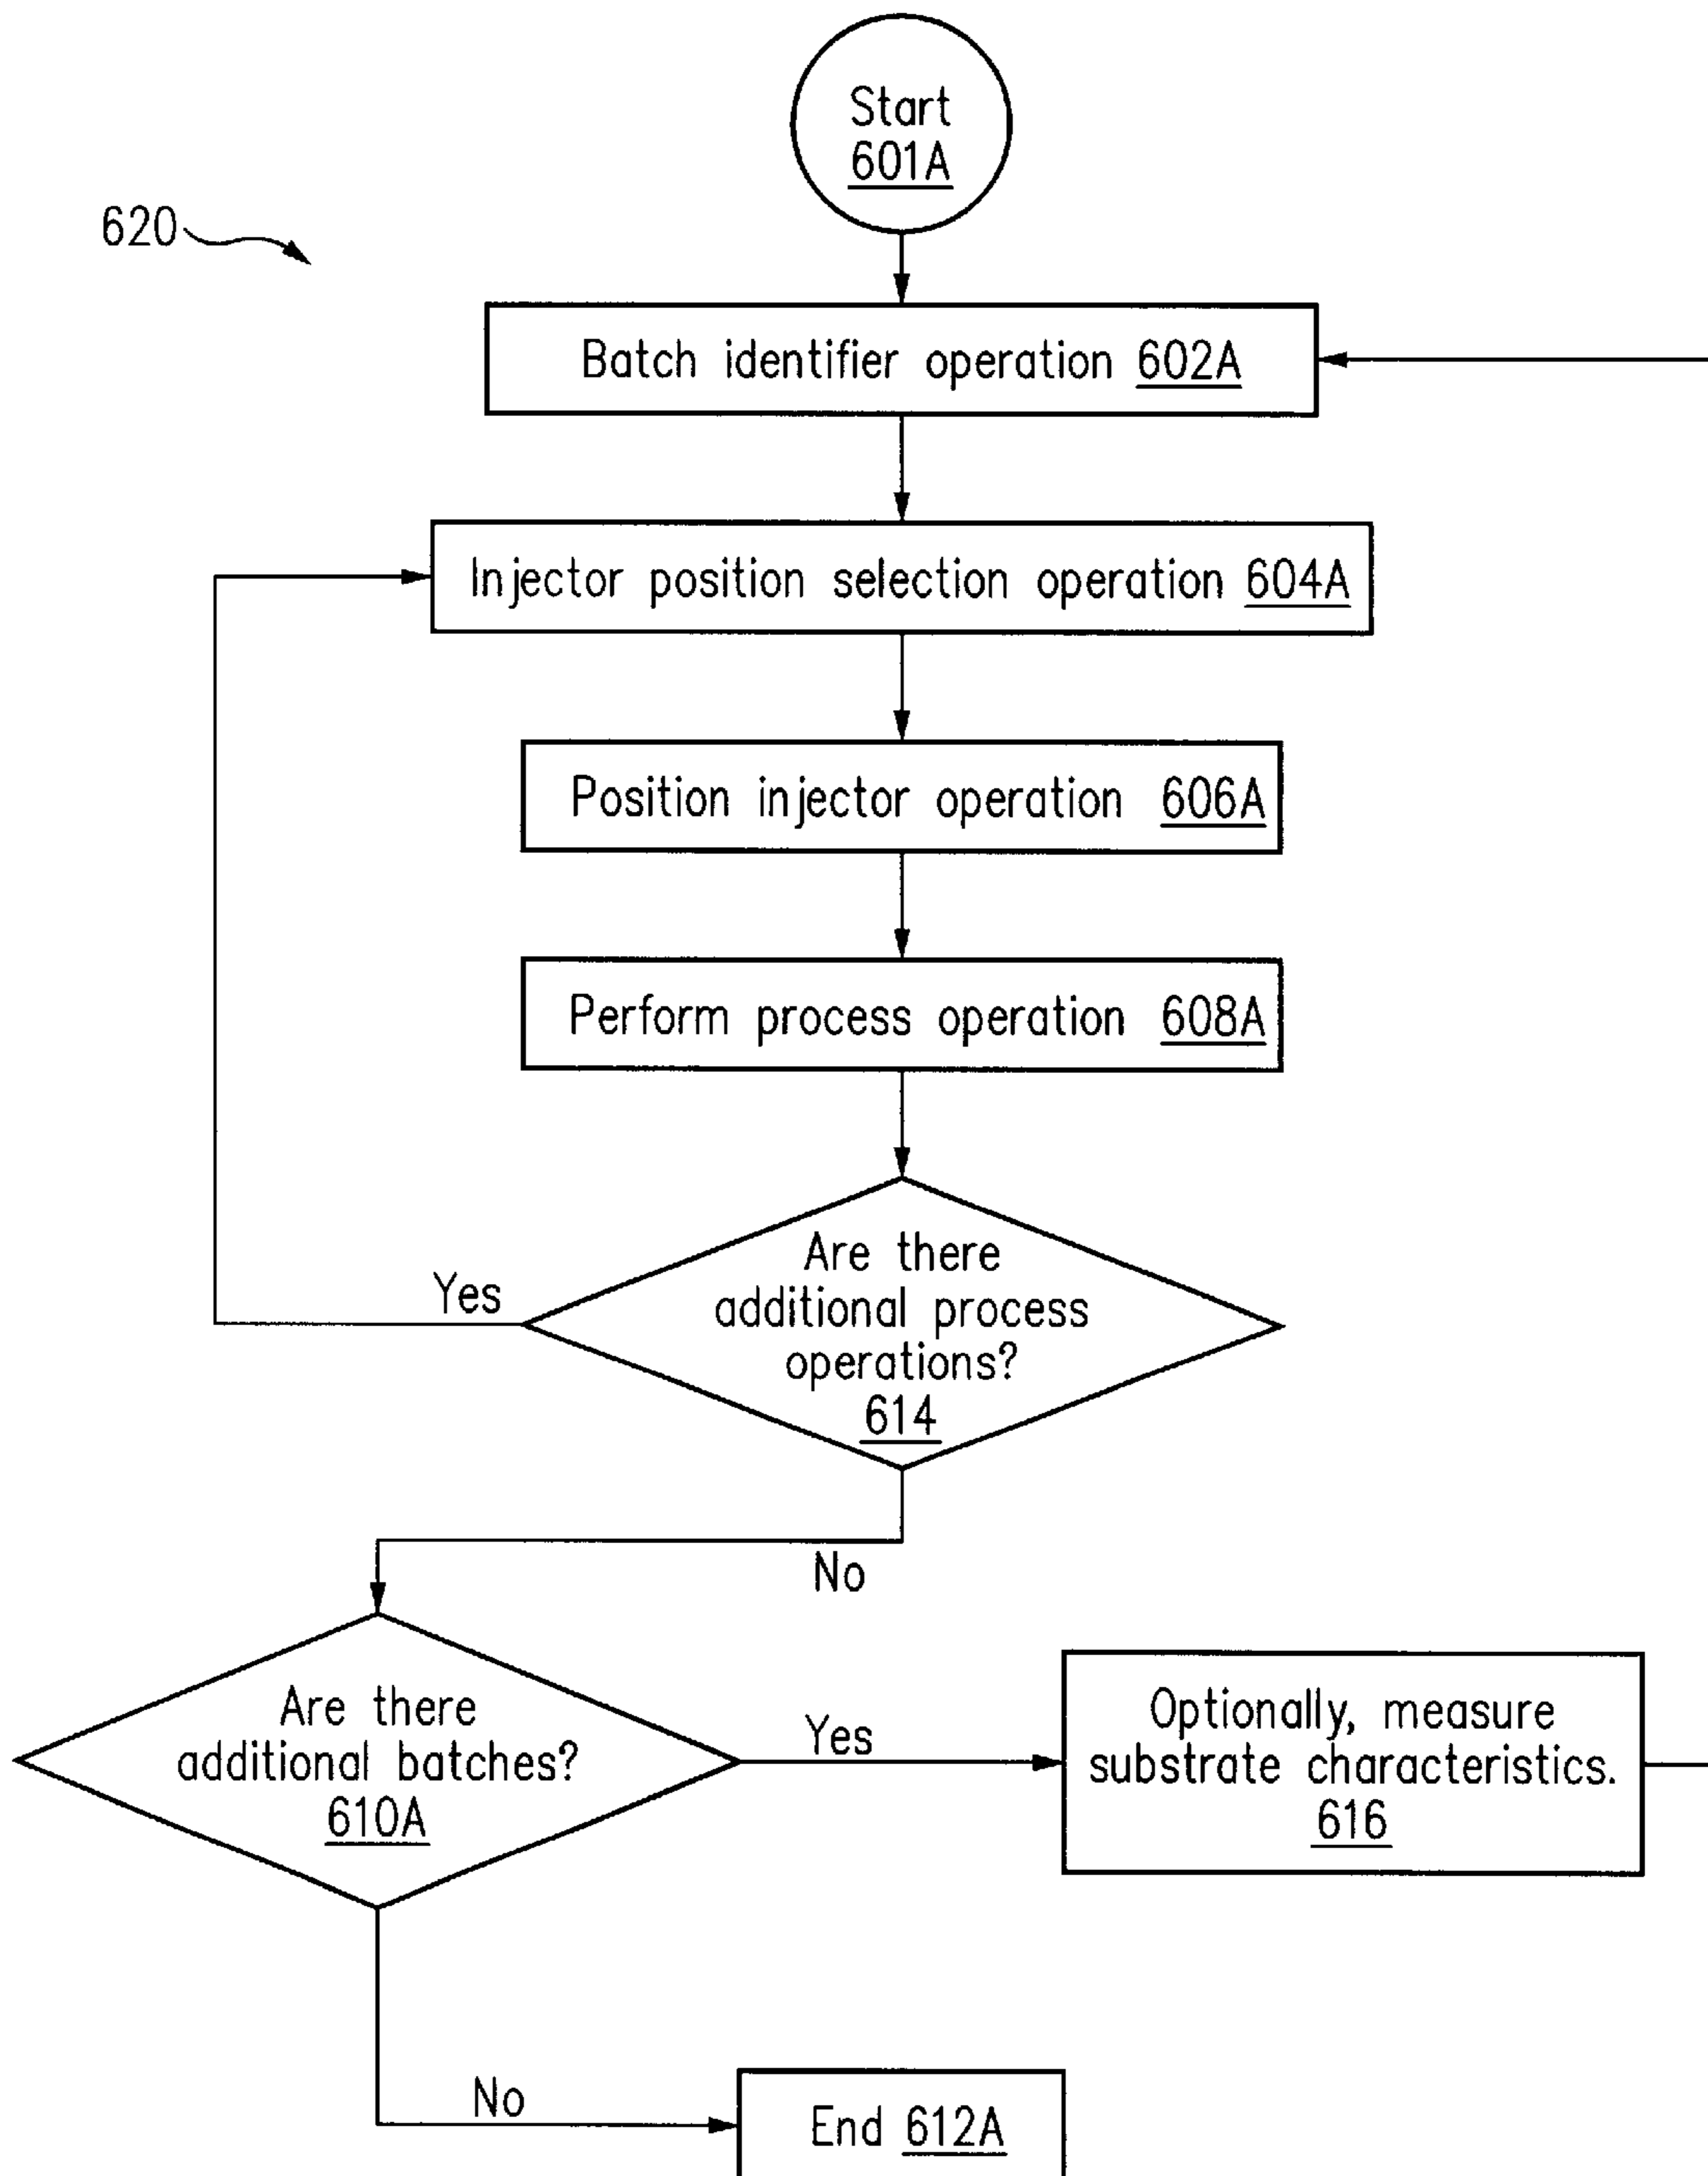 Start
601A
620
Batch identifier operation 602A
Injector position selection operation 604A
Position injector operation 606A
Perform process operation 608A
Are there
additional process
operations?
614
Yes
No
Are there
additional batches?
610A
Yes
Optionally, measure
substrate characteristics.
616
No
End 612A